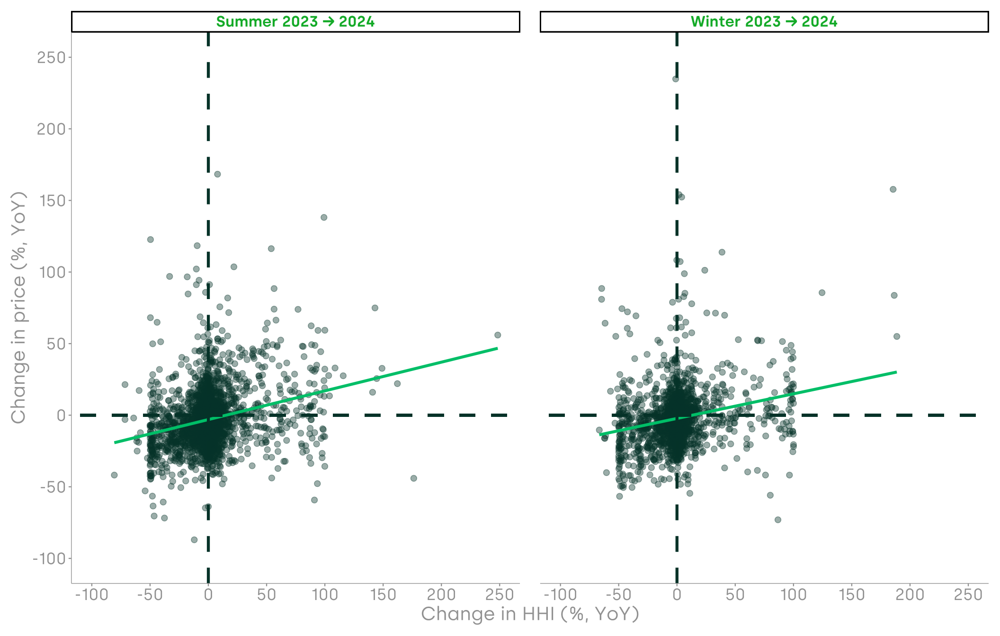 Summer 2023 → 2024
Winter 2023 → 2024
Change in price (%, YoY)
250
200
150
100
50
0
-50
-100
-100 -50 0 50 100 150 200 250
-100 -50 0 50 100 150 200 250
Change in HHI (%, YoY)